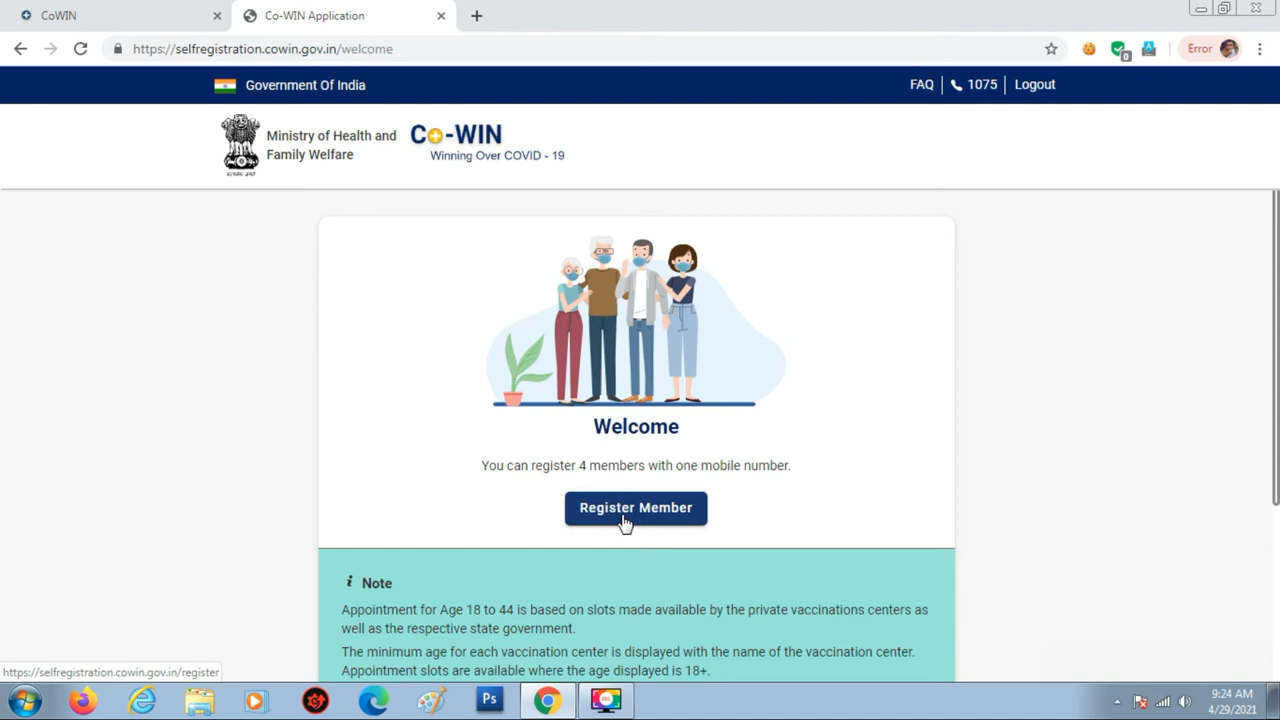 CoWIN
Co-WIN Application
https://selfregistration.cowin.gov.in/welcome
0
Error
Government Of India
FAQ
1075
Logout
Ministry of Health and
Family Welfare
Co-WIN
Winning Over COVID - 19
Welcome
You can register 4 members with one mobile number.
Register Member
i Note
Appointment for Age 18 to 44 is based on slots made available by the private vaccinations centers as
well as the respective state government.
The minimum age for each vaccination center is displayed with the name of the vaccination center.
Appointment slots are available where the age displayed is 18+.
https://selfregistration.cowin.gov.in/register
Ps
REC
9:24 AM
4/29/2021